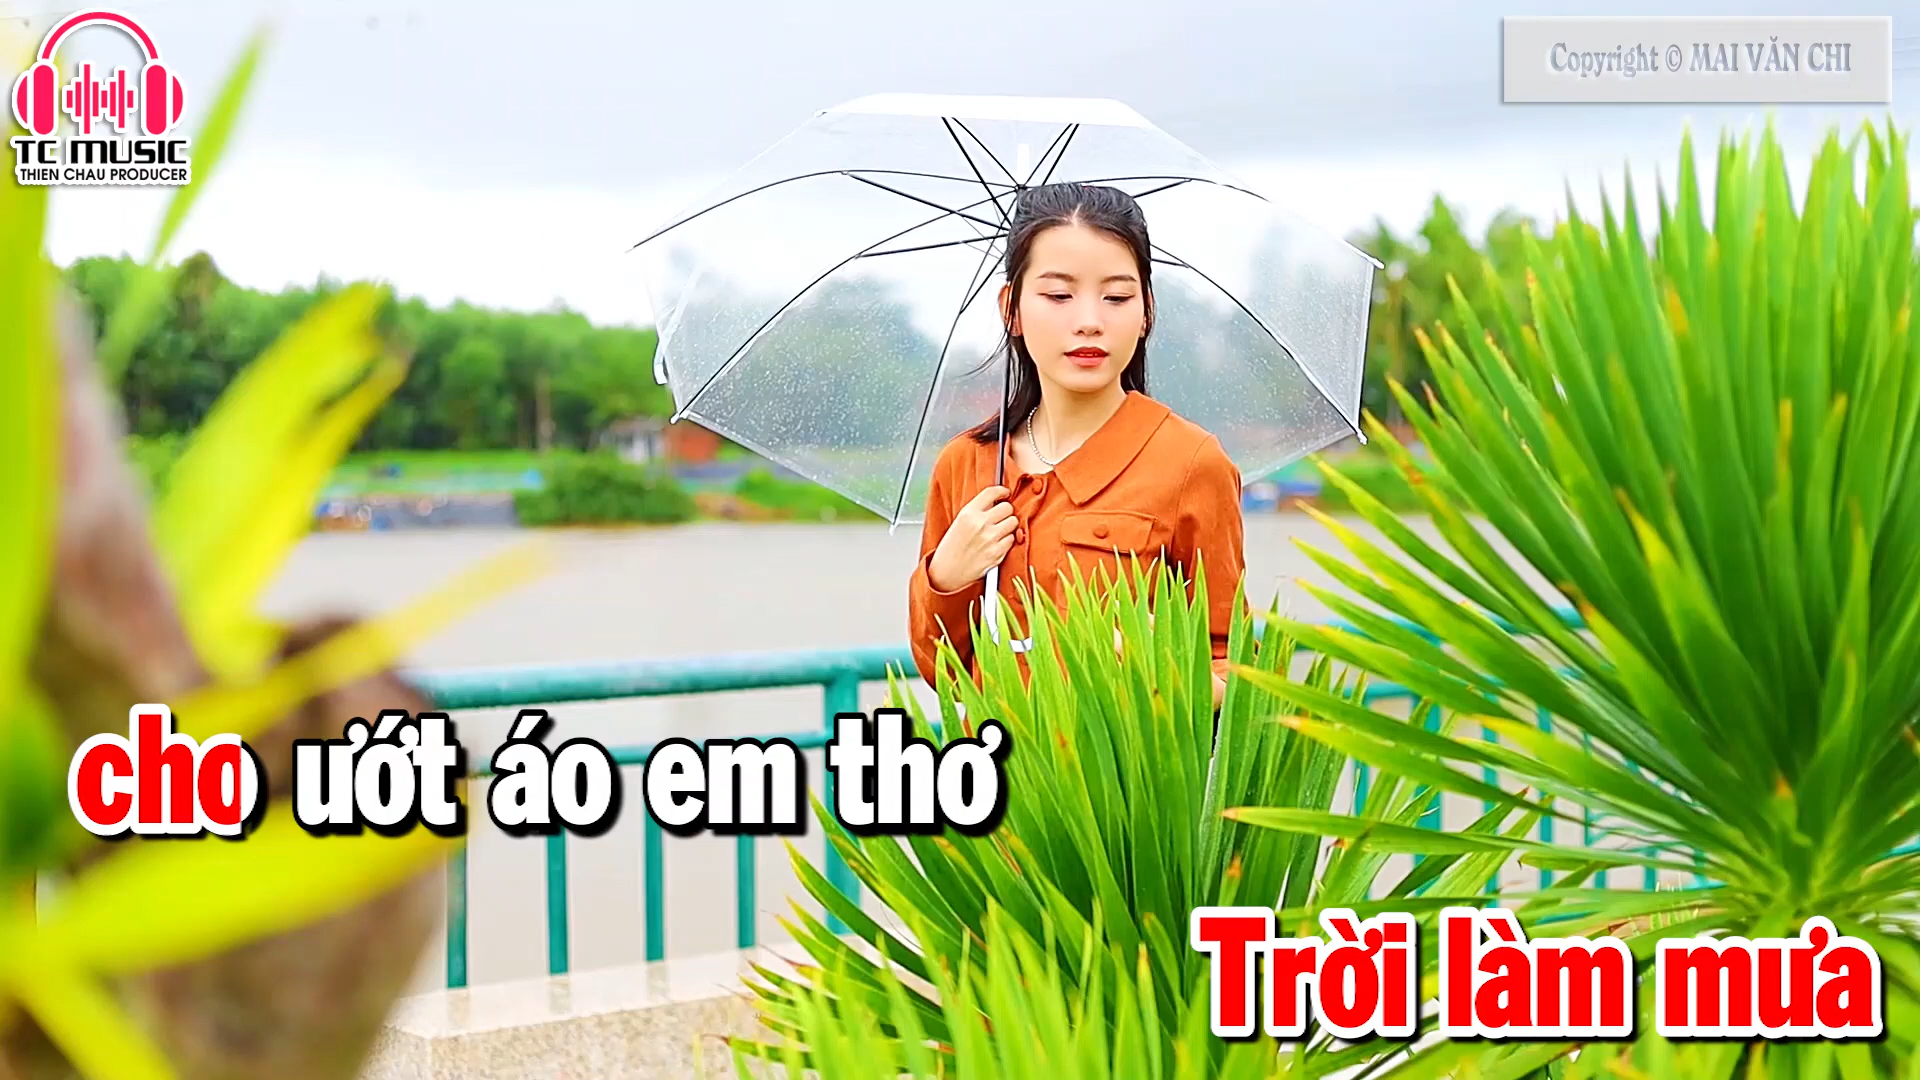 TC MUSIC
THIEN CHAU PRODUCER
Copyright © MAI VĂN CHI
cho ướt áo em thơ
Trời làm mưa